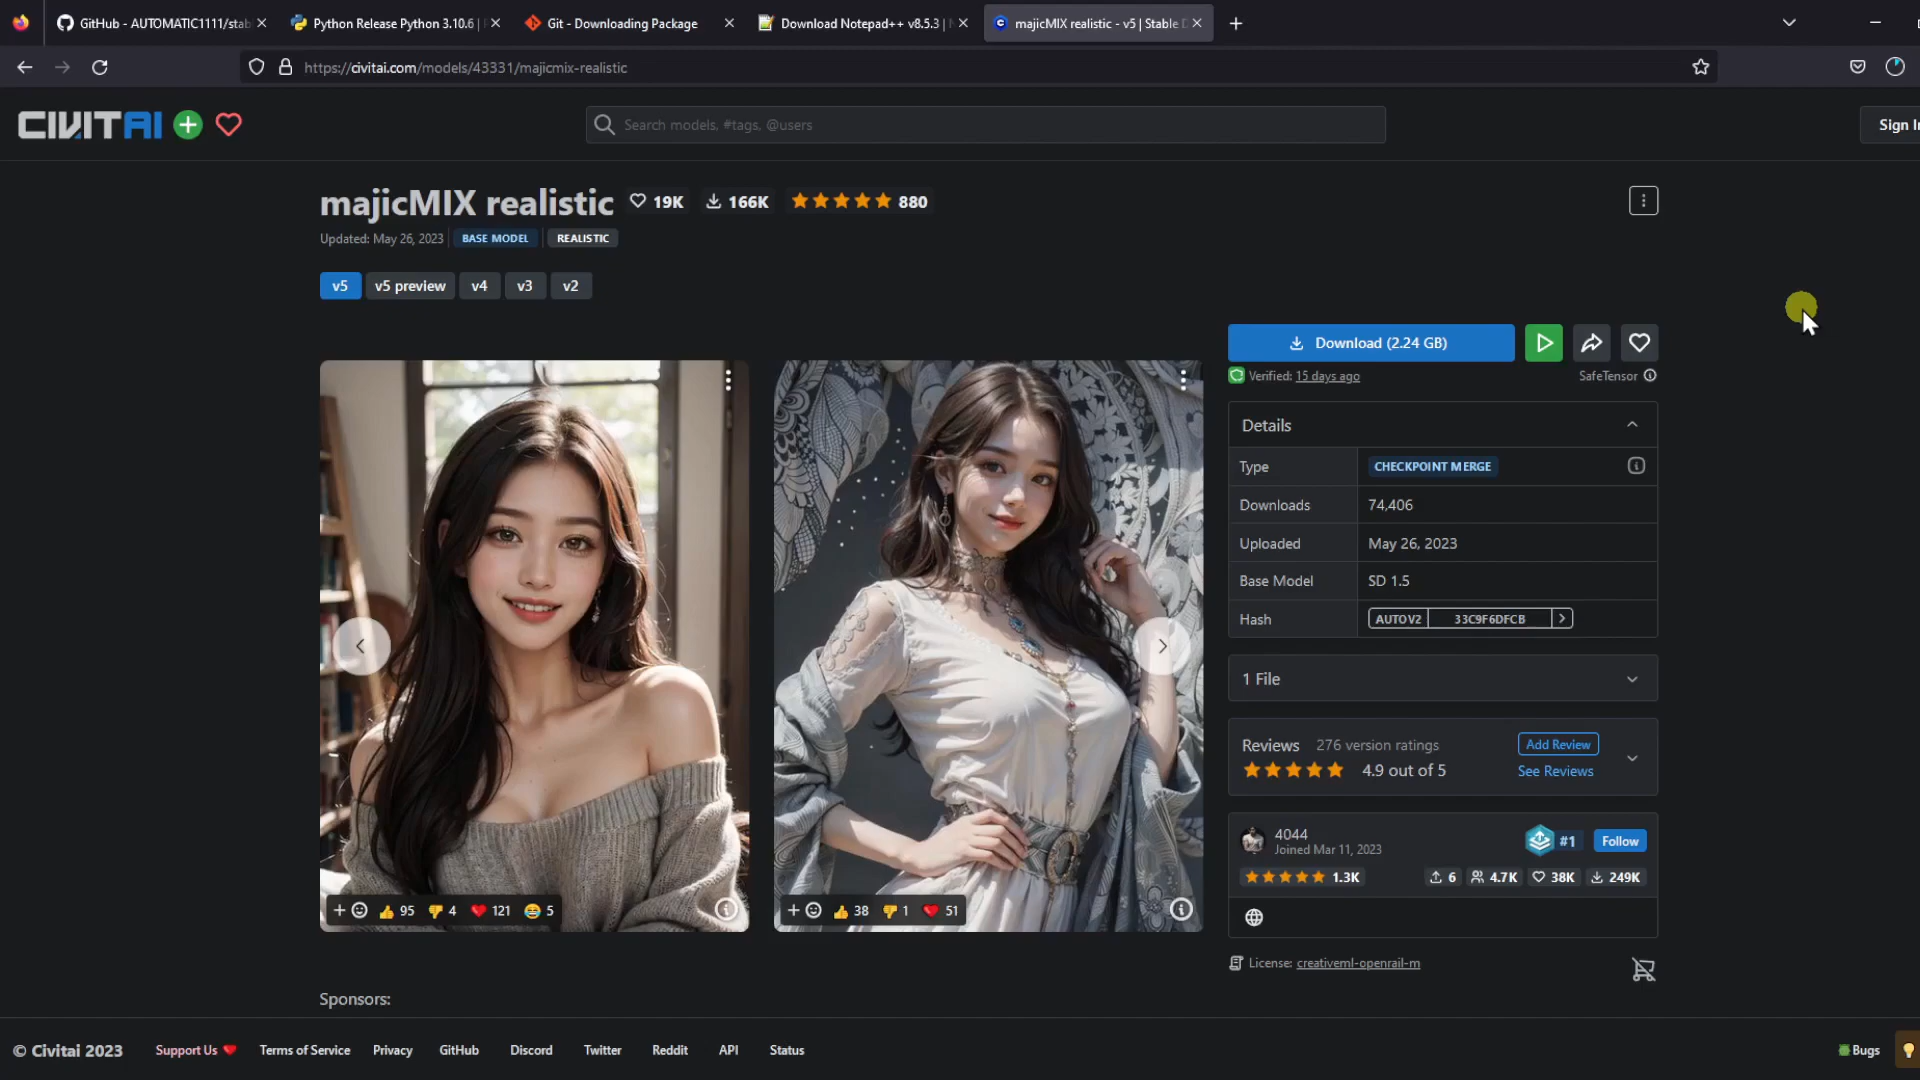 GitHub - AUTOMATIC1111/stab
Python Release Python 3.10.6 | P
Git - Downloading Package
Download Notepad++ v8.5.3 | N
majicMIX realistic - v5 | Stable D
https://civitai.com/models/43331/majicmix-realistic
CIVITAI
Search models, #tags, @users
Sign In
majicMIX realistic 19K 166K 880
Updated: May 26, 2023 BASE MODEL REALISTIC
v5 v5 preview v4 v3 v2
Download (2.24 GB)
Verified: 15 days ago SafeTensor
Details
Type CHECKPOINT MERGE
Downloads 74,406
Uploaded May 26, 2023
Base Model SD 1.5
Hash AUTOV2 33C9F6DFCB
1 File
Reviews 276 version ratings Add Review
4.9 out of 5 See Reviews
4044 #1 Follow
Joined Mar 11, 2023
1.3K 6 4.7K 38K 249K
95 4 121 5
38 1 51
License: creativeml-openrail-m
Sponsors:
© Civitai 2023 Support Us Terms of Service Privacy GitHub Discord Twitter Reddit API Status Bugs